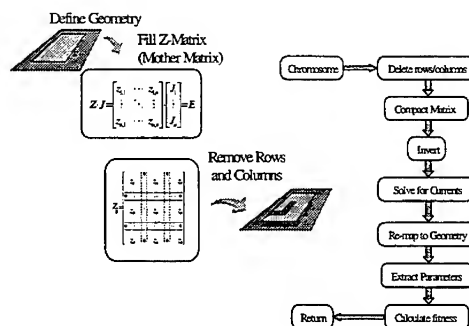 Define Geometry
Fill Z-Matrix
(Mother Matrix)
Z·J=
=E
Remove Rows
and Columns
Chromosome
Delete rows/columns
Compact Matrix
Invert
Solve for Currents
Re-map to Geometry
Extract Parameters
Return
Calculate fitness